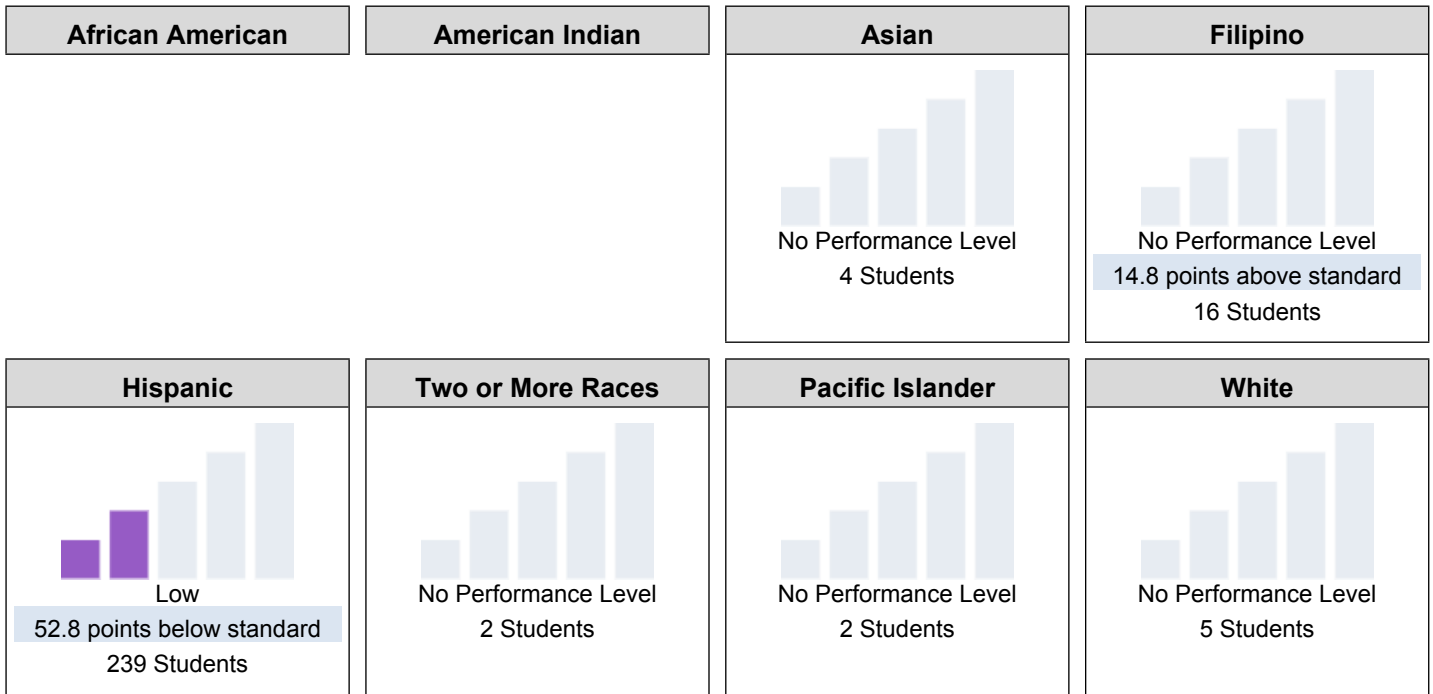 African American
American Indian
Asian
No Performance Level
4 Students
Filipino
No Performance Level
14.8 points above standard
16 Students
Hispanic
Low
52.8 points below standard
239 Students
Two or More Races
No Performance Level
2 Students
Pacific Islander
No Performance Level
2 Students
White
No Performance Level
5 Students